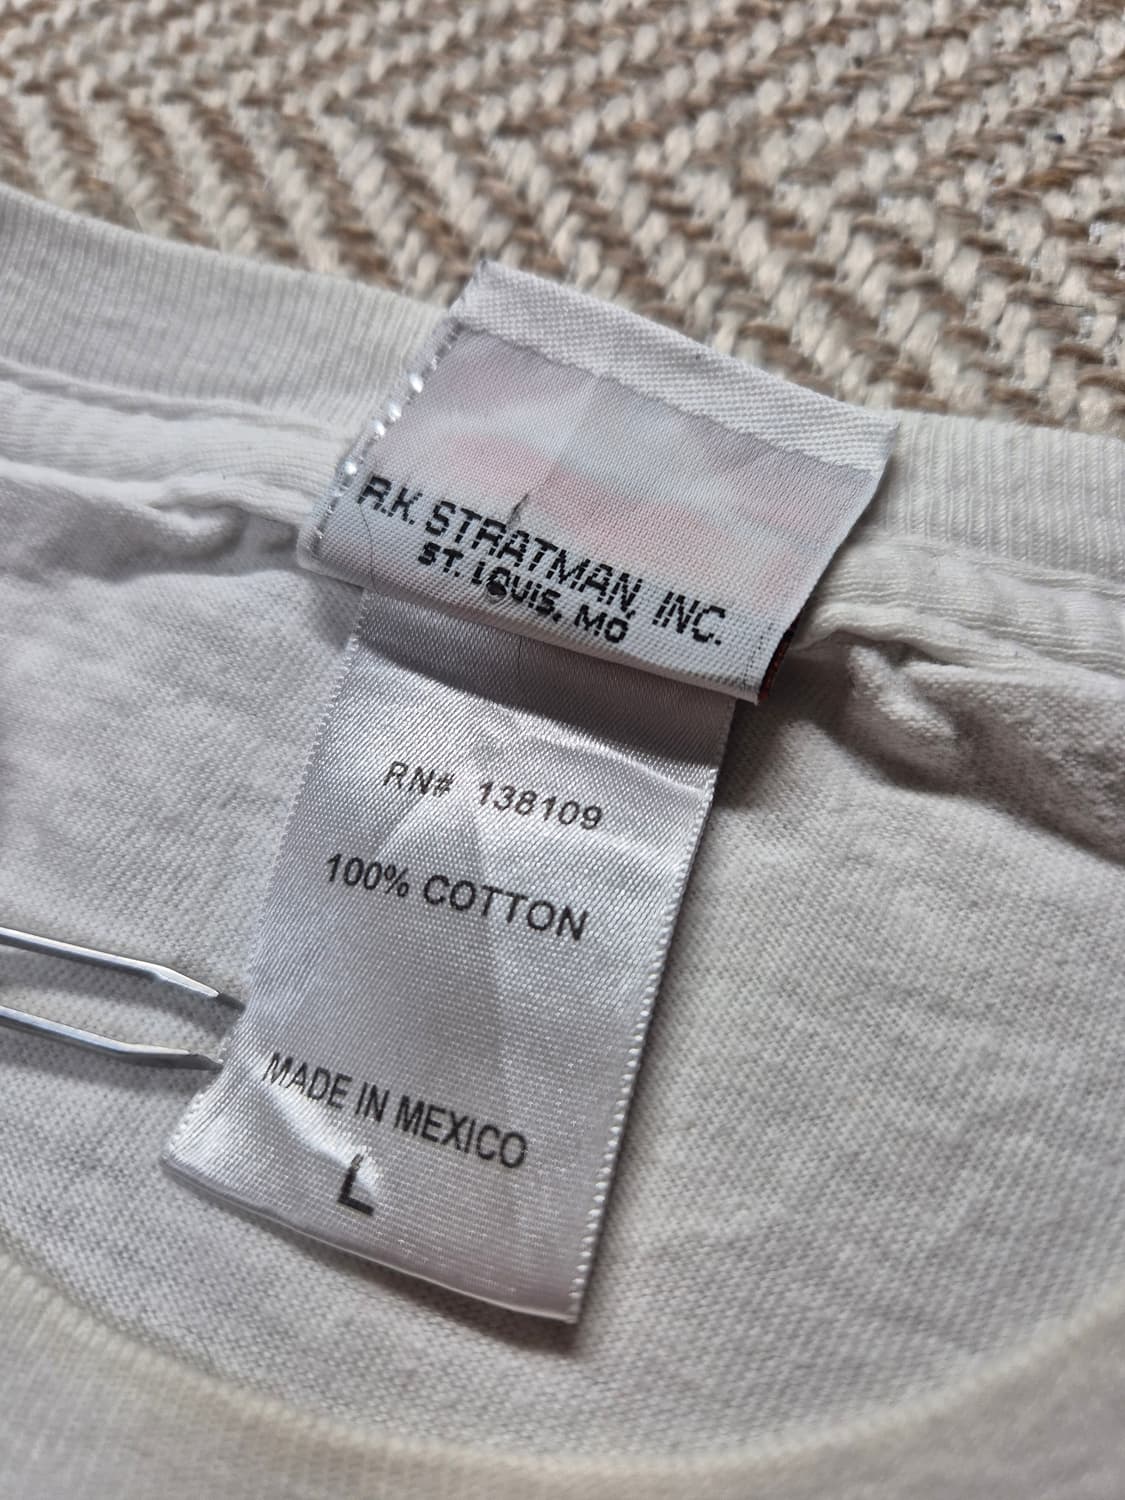 R.K. STRATMAN, INC.
ST. LOUIS, MO
RN# 138109
100% COTTON
MADE IN MEXICO
L